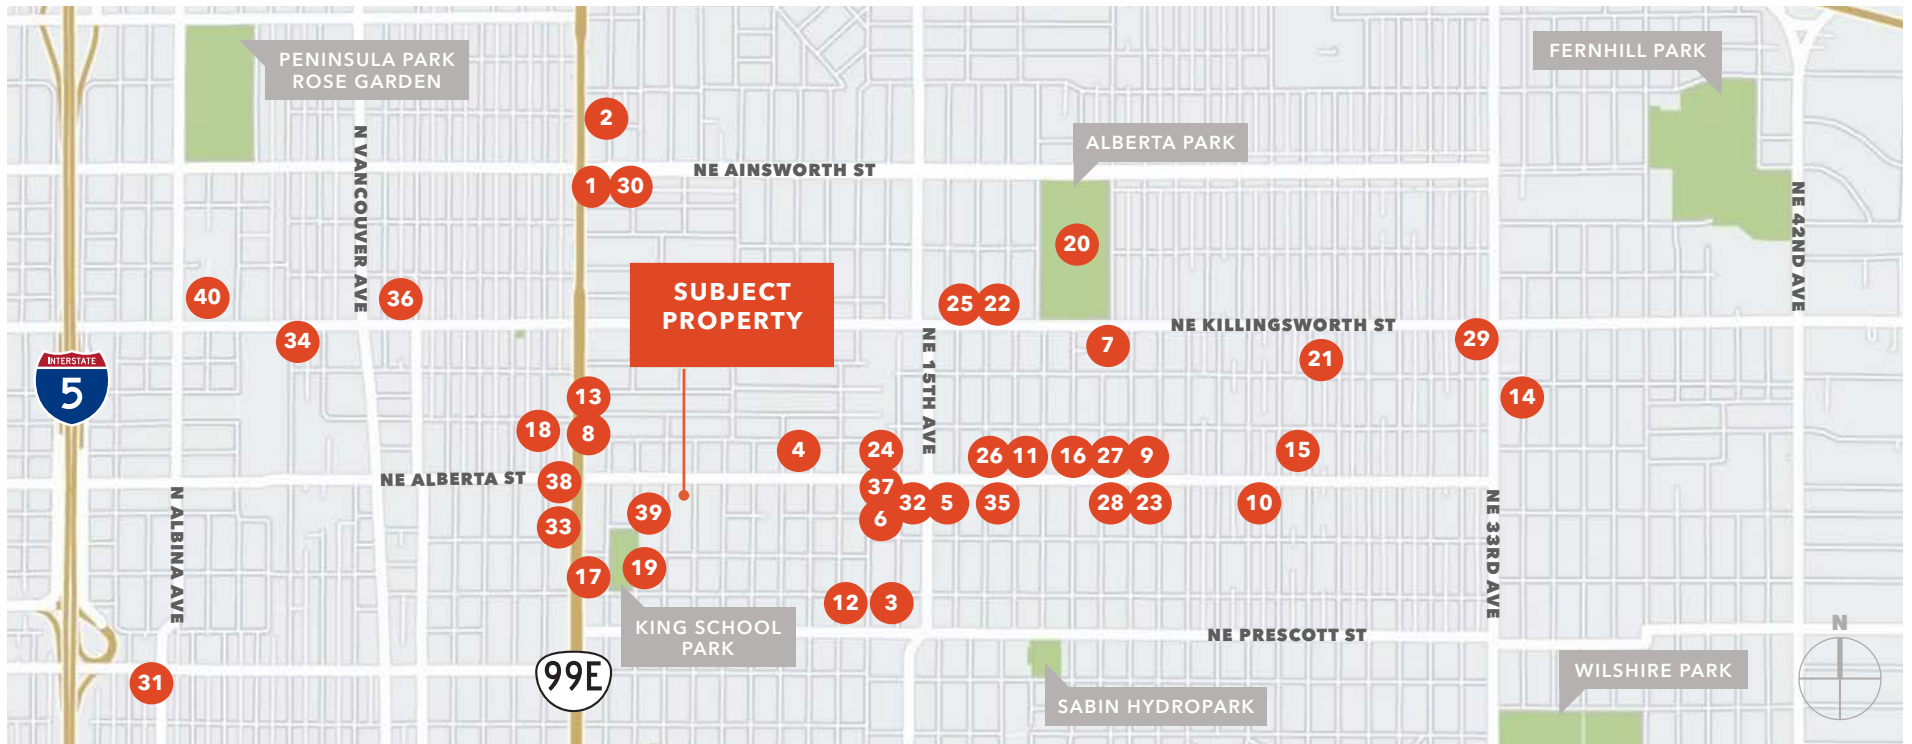 PENINSULA PARK
ROSE GARDEN
FERNHILL PARK
2
N VANCOUVER AVE
ALBERTA PARK
NE AINSWORTH ST
1
30
NE 42ND AVE
20
SUBJECT
PROPERTY
40
36
25
22
NE KILLINGSWORTH ST
34
7
29
21
INTERSTATE
5
NE 15TH AVE
13
14
18
8
4
24
26
11
16
27
9
15
NE ALBERTA ST
38
37
32
5
35
28
23
10
39
6
33
N ALBINA AVE
NE 33RD AVE
17
19
12
3
KING SCHOOL
PARK
NE PRESCOTT ST
N
31
99E
WILSHIRE PARK
SABIN HYDROPARK